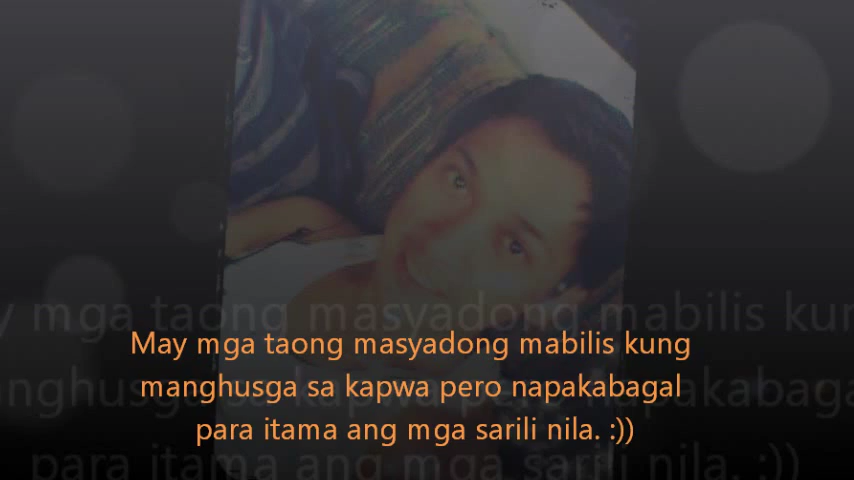 May mga taong masyadong mabilis kung
manghusga sa kapwa pero napakabagal
para itama ang mga sarili nila. :))